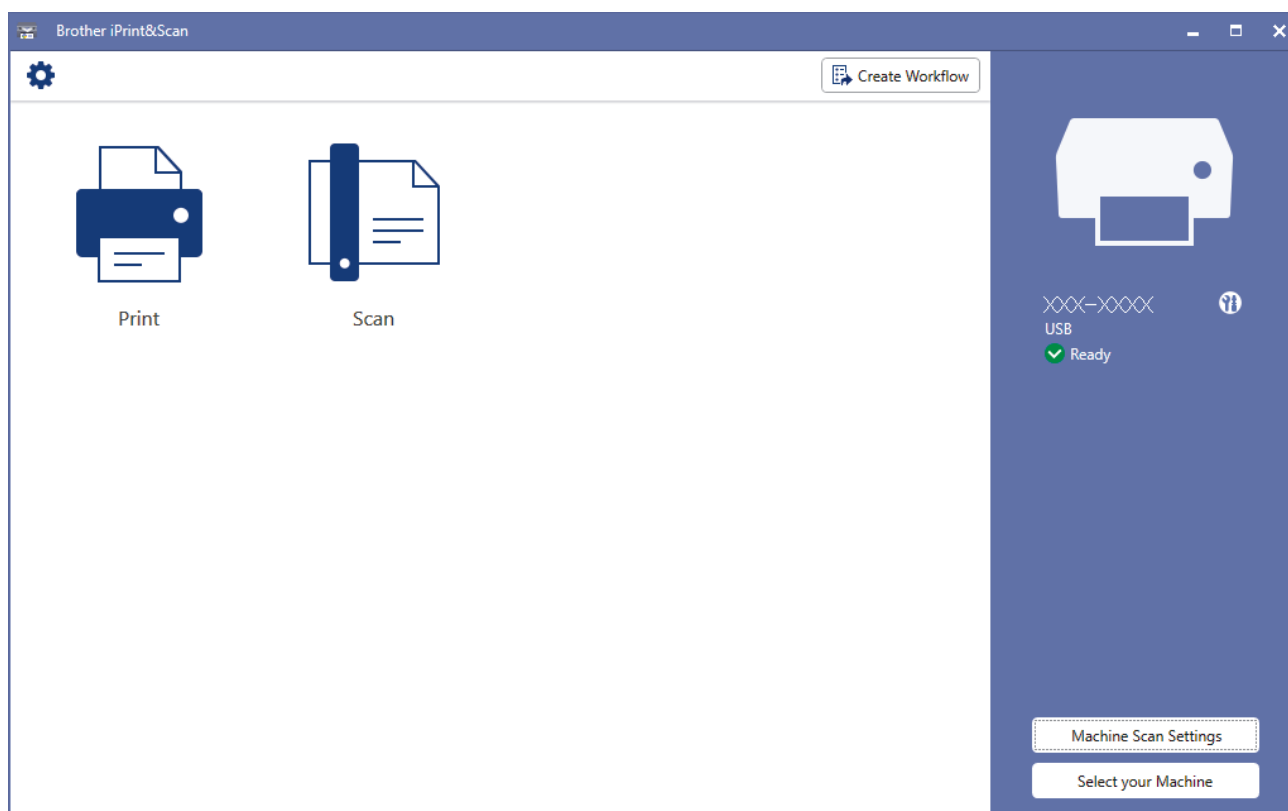 Brother iPrint&Scan
Create Workflow
Print
Scan
XXX-XXXX
USB
Ready
Machine Scan Settings
Select your Machine